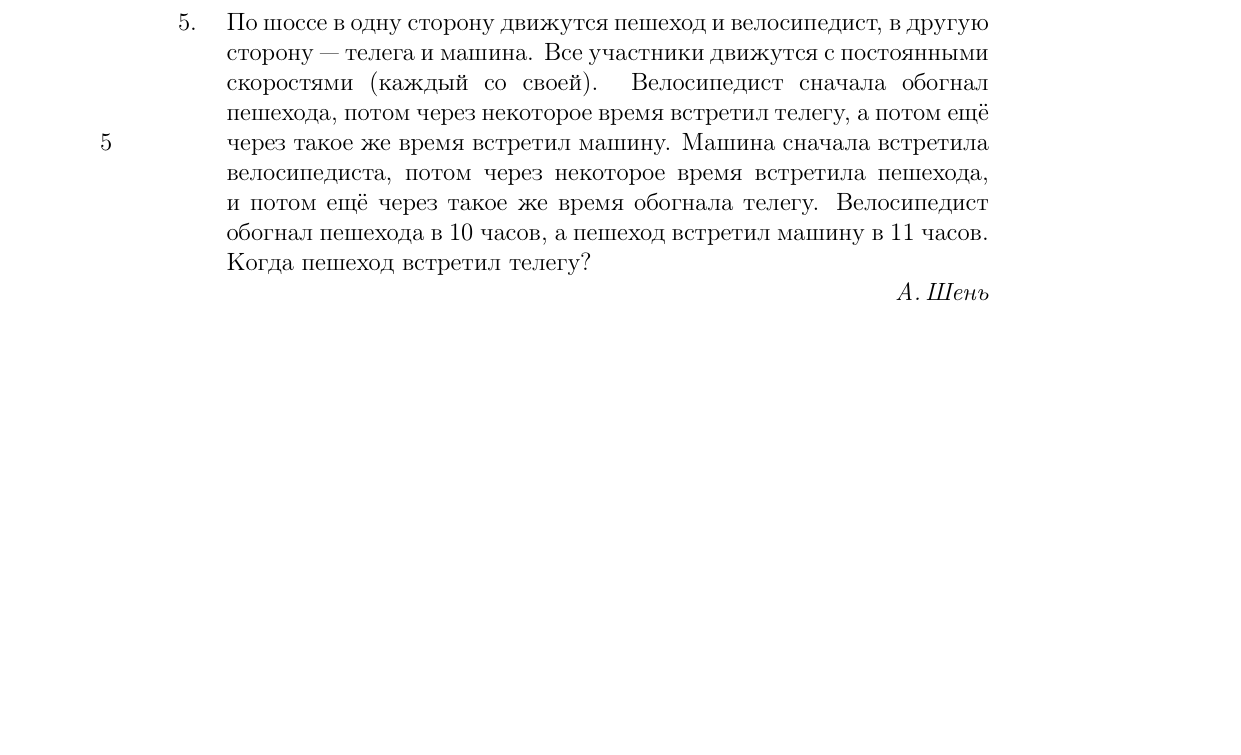 5. По шоссе в одну сторону движутся пешеход и велосипедист, в другую
сторону — телега и машина. Все участники движутся с постоянными
скоростями (каждый со своей). Велосипедист сначала обогнал
пешехода, потом через некоторое время встретил телегу, а потом ещё
5 через такое же время встретил машину. Машина сначала встретила
велосипедиста, потом через некоторое время встретила пешехода,
и потом ещё через такое же время обогнала телегу. Велосипедист
обогнал пешехода в 10 часов, а пешеход встретил машину в 11 часов.
Когда пешеход встретил телегу?
А. Шень